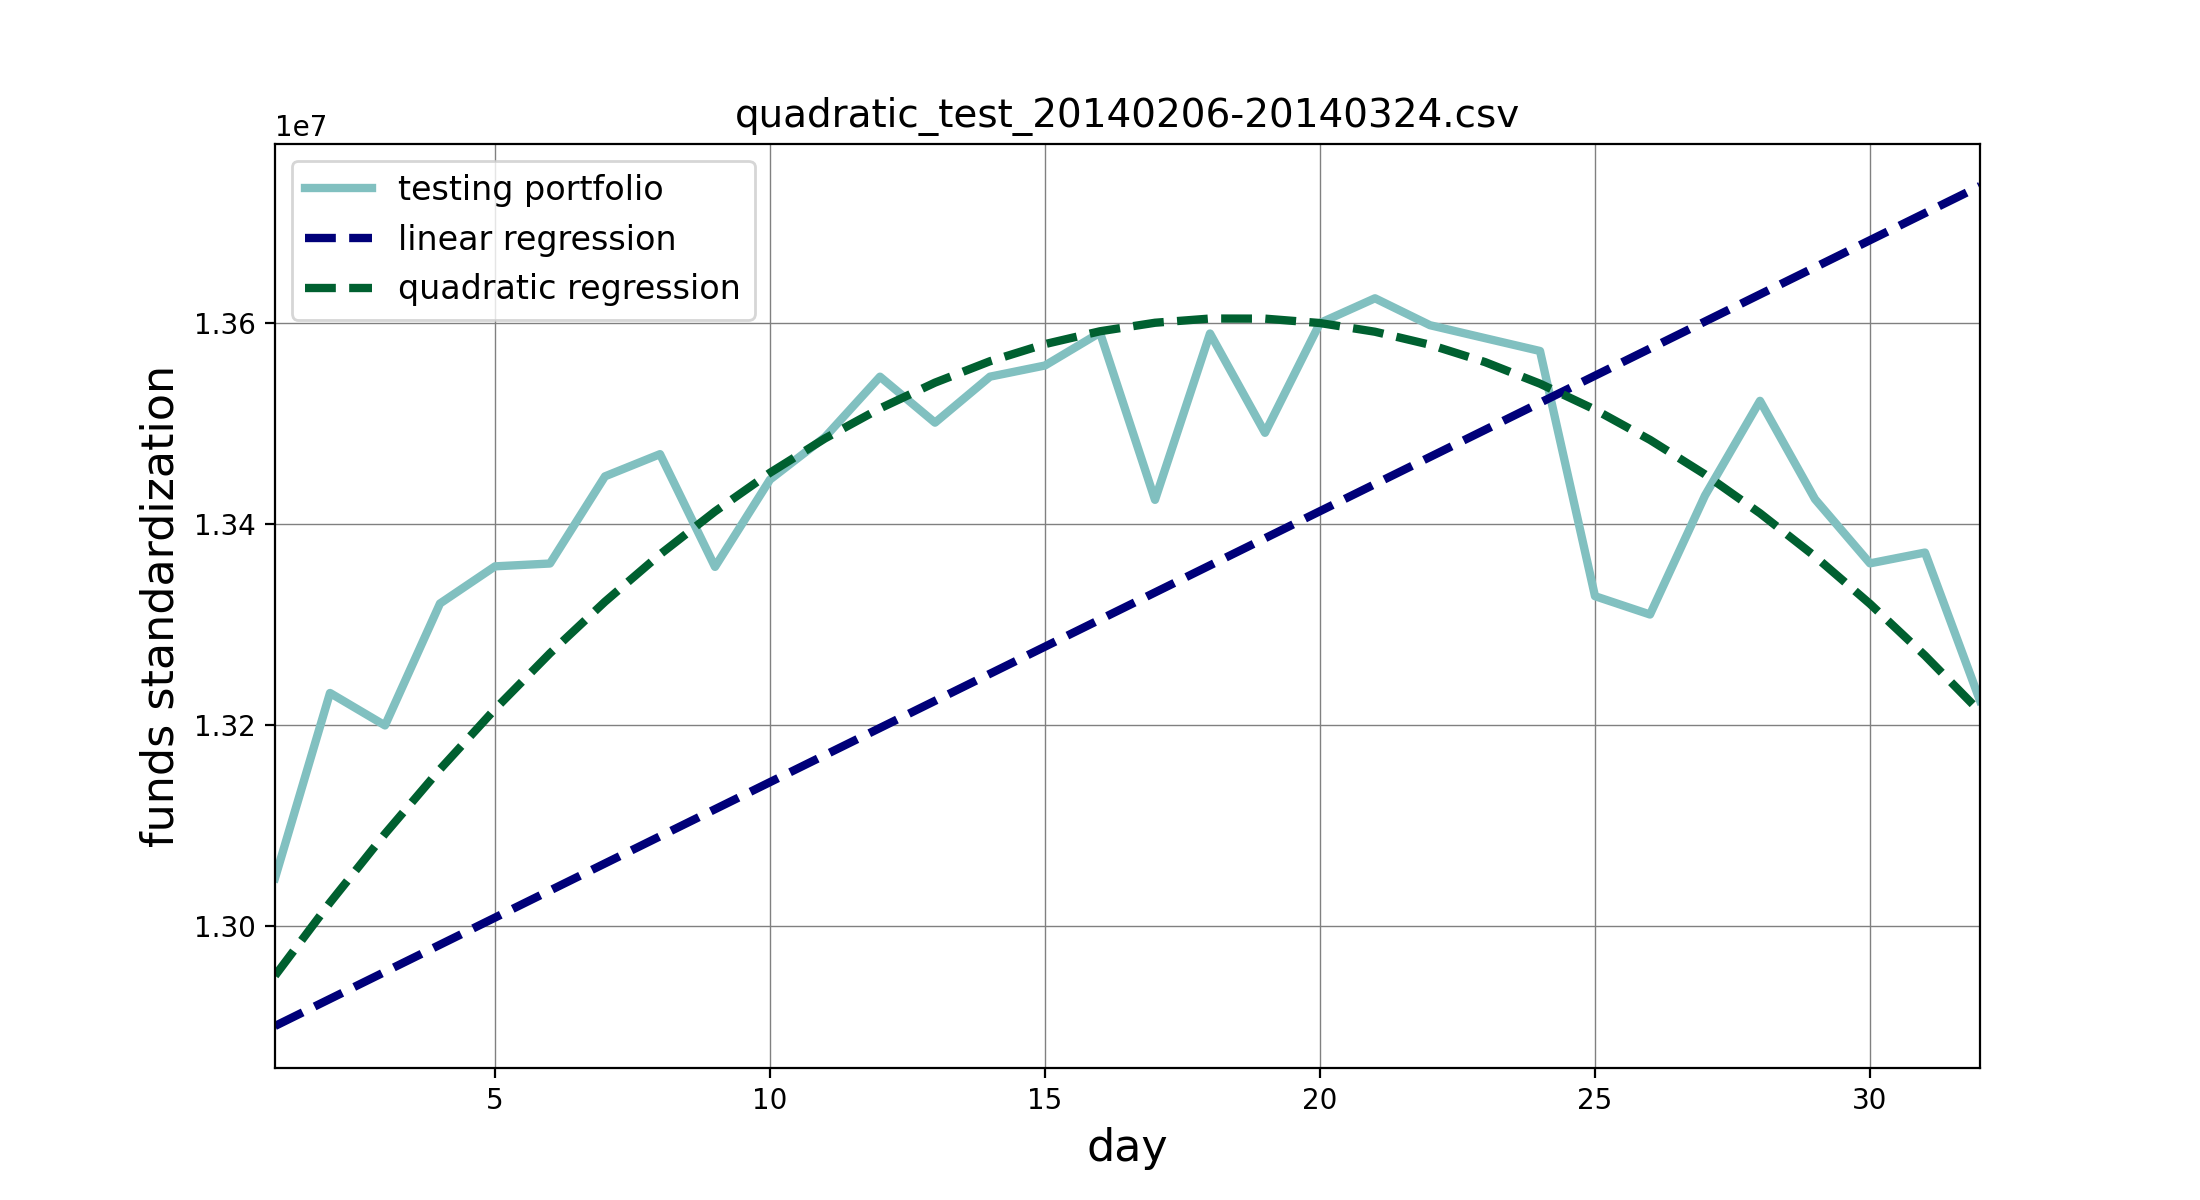 quadratic_test_20140206-20140324.csv
1e7
testing portfolio
linear regression
quadratic regression
1.36
1.34
1.32
1.30
funds standardization
5 10 15 20 25 30
day